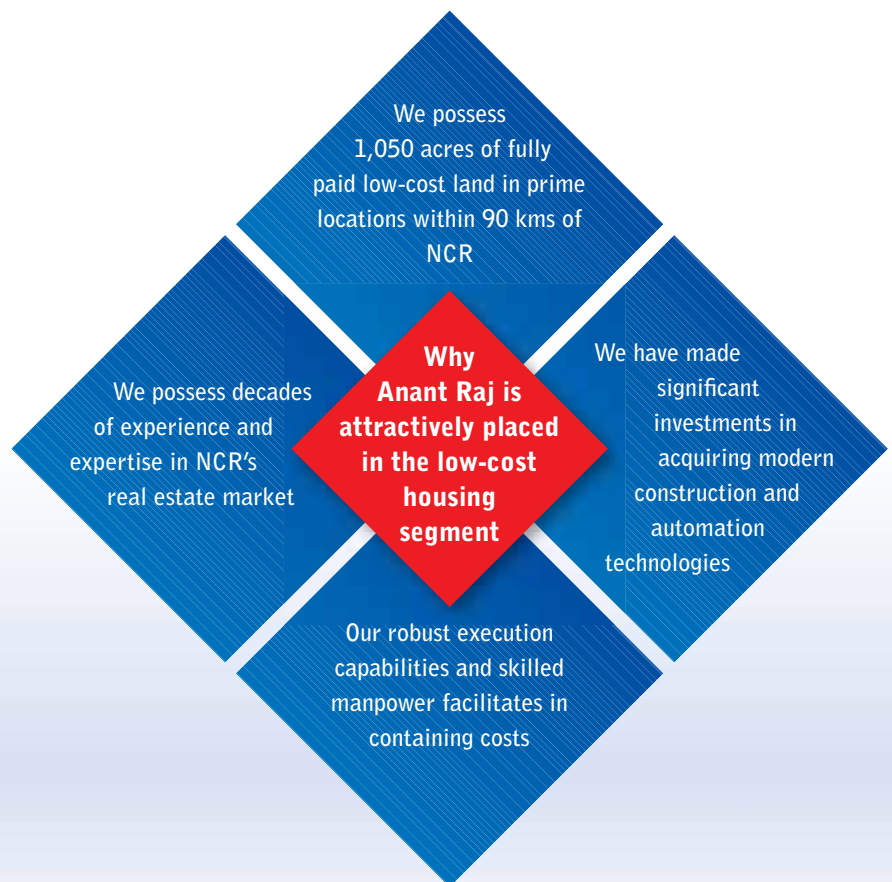 We possess
1,050 acres of fully
paid low-cost land in prime
locations within 90 kms of
NCR
We possess decades
of experience and
expertise in NCR's
real estate market
Why
Anant Raj is
attractively placed
in the low-cost
housing
segment
We have made
significant
investments in
acquiring modern
construction and
automation
technologies
Our robust execution
capabilities and skilled
manpower facilitates in
containing costs